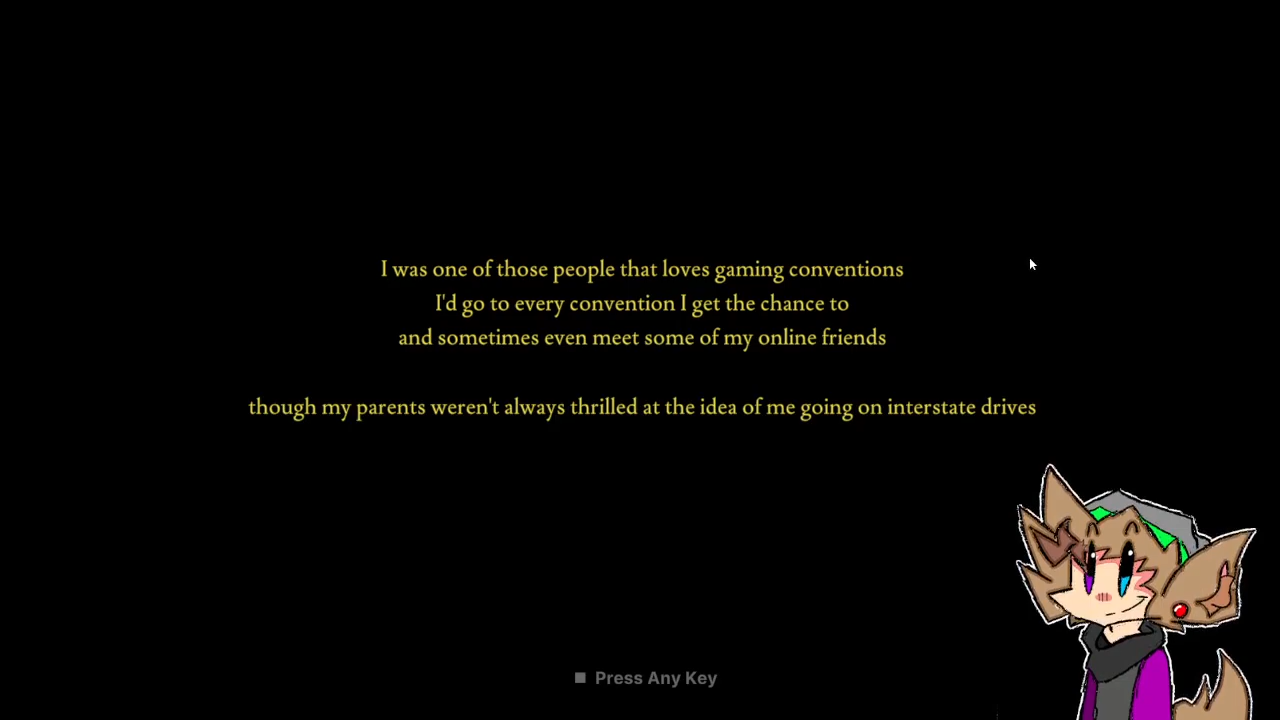 I was one of those people that loves gaming conventions
I'd go to every convention I get the chance to
and sometimes even meet some of my online friends
though my parents weren't always thrilled at the idea of me going on interstate drives
Press Any Key